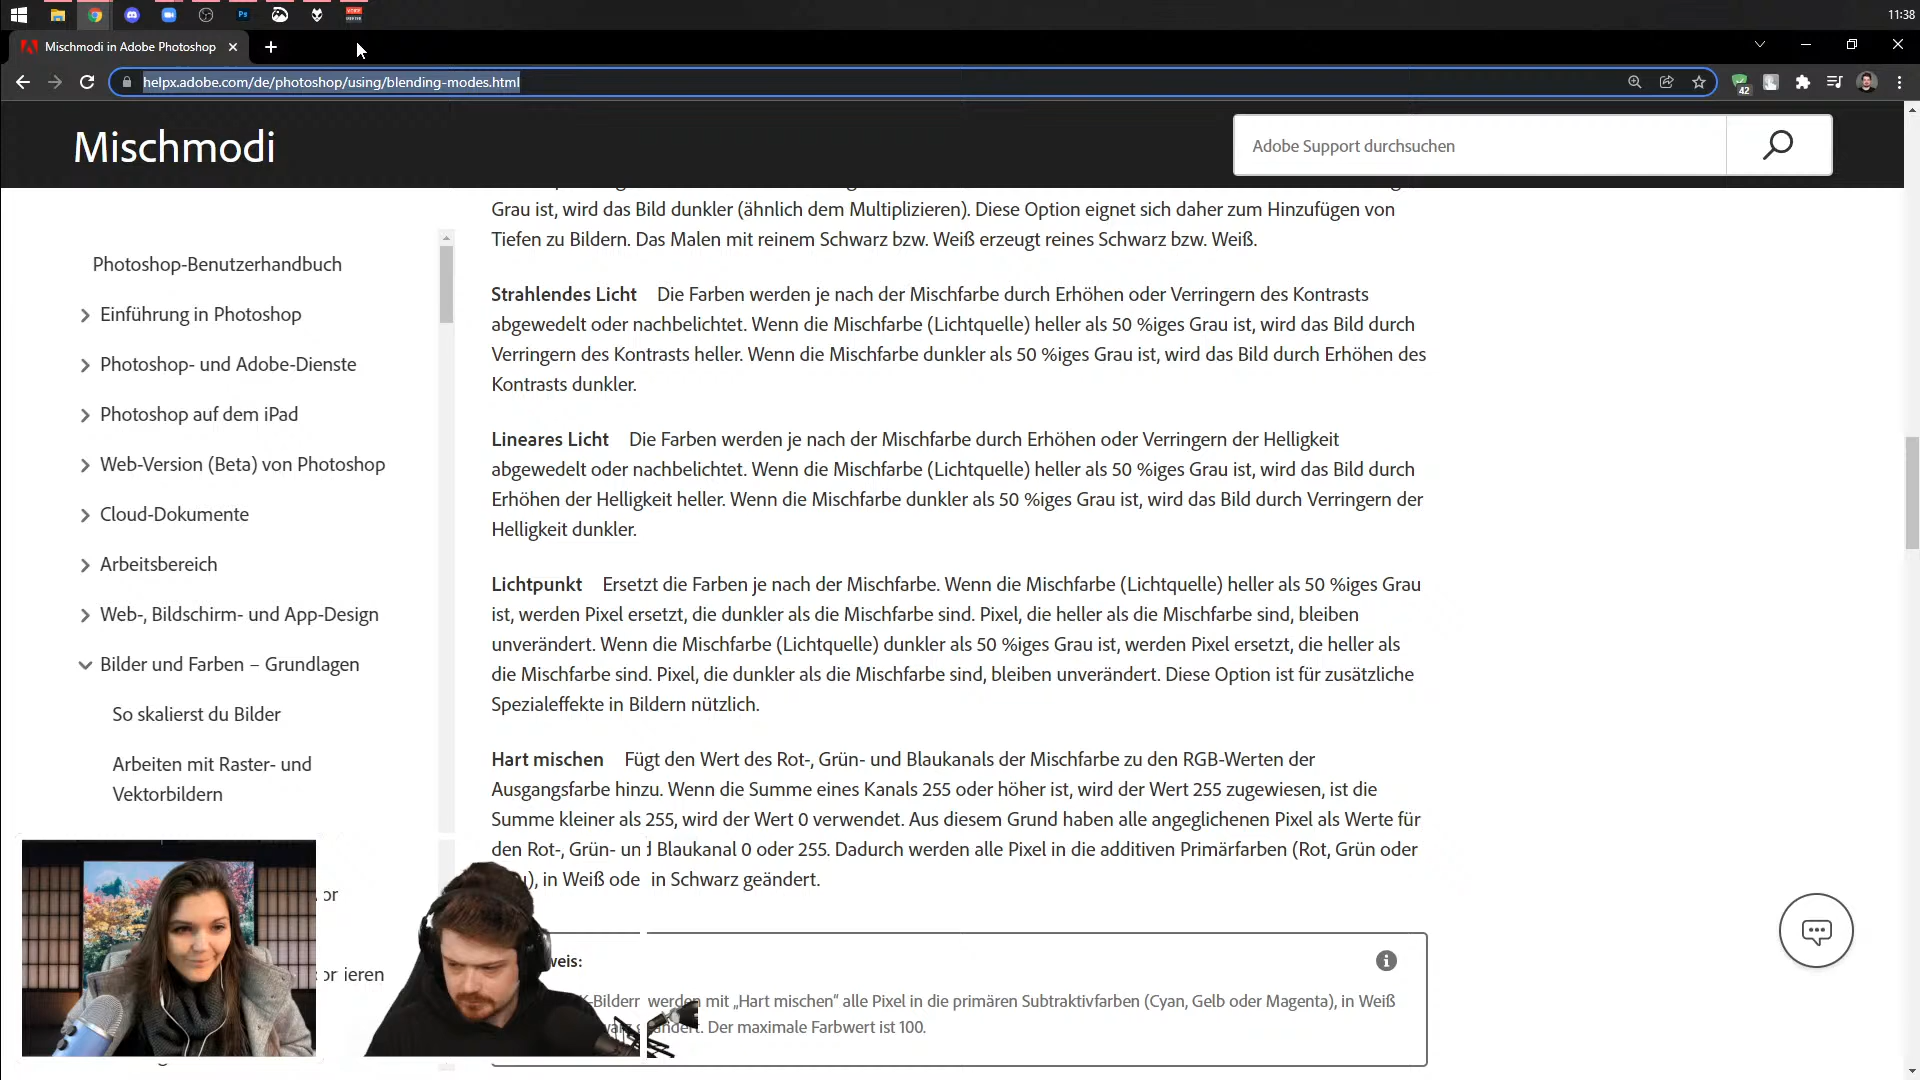 11:38
Mischmodi in Adobe Photoshop
helpx.adobe.com/de/photoshop/using/blending-modes.html
42
Mischmodi
Adobe Support durchsuchen
Photoshop-Benutzerhandbuch
Einführung in Photoshop
Photoshop- und Adobe-Dienste
Photoshop auf dem iPad
Web-Version (Beta) von Photoshop
Cloud-Dokumente
Arbeitsbereich
Web-, Bildschirm- und App-Design
Bilder und Farben – Grundlagen
So skalierst du Bilder
Arbeiten mit Raster- und
Vektorbildern
Grau ist, wird das Bild dunkler (ähnlich dem Multiplizieren). Diese Option eignet sich daher zum Hinzufügen von
Tiefen zu Bildern. Das Malen mit reinem Schwarz bzw. Weiß erzeugt reines Schwarz bzw. Weiß.
Strahlendes Licht Die Farben werden je nach der Mischfarbe durch Erhöhen oder Verringern des Kontrasts
abgewedelt oder nachbelichtet. Wenn die Mischfarbe (Lichtquelle) heller als 50 %iges Grau ist, wird das Bild durch
Verringern des Kontrasts heller. Wenn die Mischfarbe dunkler als 50 %iges Grau ist, wird das Bild durch Erhöhen des
Kontrasts dunkler.
Lineares Licht Die Farben werden je nach der Mischfarbe durch Erhöhen oder Verringern der Helligkeit
abgewedelt oder nachbelichtet. Wenn die Mischfarbe (Lichtquelle) heller als 50 %iges Grau ist, wird das Bild durch
Erhöhen der Helligkeit heller. Wenn die Mischfarbe dunkler als 50 %iges Grau ist, wird das Bild durch Verringern der
Helligkeit dunkler.
Lichtpunkt Ersetzt die Farben je nach der Mischfarbe. Wenn die Mischfarbe (Lichtquelle) heller als 50 %iges Grau
ist, werden Pixel ersetzt, die dunkler als die Mischfarbe sind. Pixel, die heller als die Mischfarbe sind, bleiben
unverändert. Wenn die Mischfarbe (Lichtquelle) dunkler als 50 %iges Grau ist, werden Pixel ersetzt, die heller als
die Mischfarbe sind. Pixel, die dunkler als die Mischfarbe sind, bleiben unverändert. Diese Option ist für zusätzliche
Spezialeffekte in Bildern nützlich.
Hart mischen Fügt den Wert des Rot-, Grün- und Blaukanals der Mischfarbe zu den RGB-Werten der
Ausgangsfarbe hinzu. Wenn die Summe eines Kanals 255 oder höher ist, wird der Wert 255 zugewiesen, ist die
Summe kleiner als 255, wird der Wert 0 verwendet. Aus diesem Grund haben alle angeglichenen Pixel als Werte für
den Rot-, Grün- und Blaukanal 0 oder 255. Dadurch werden alle Pixel in die additiven Primärfarben (Rot, Grün oder
), in Weiß ode in Schwarz geändert.
weis:
K-Bildern werden mit „Hart mischen“ alle Pixel in die primären Subtraktivfarben (Cyan, Gelb oder Magenta), in Weiß
ändert. Der maximale Farbwert ist 100.